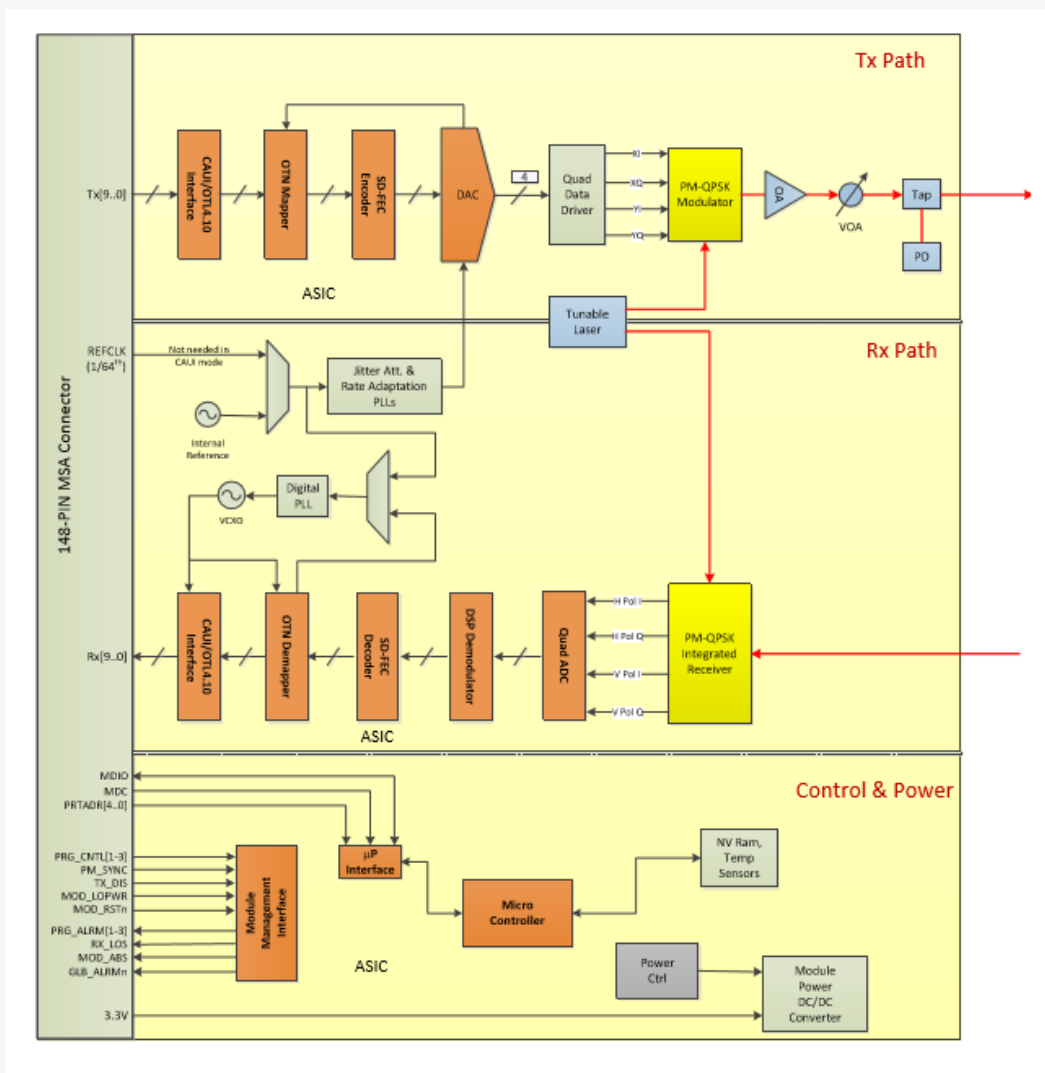 148-PIN MSA Connector
Tx Path
Tx[9..0]
CAUI/OTL4.10
Interface
OTN Mapper
SD-FEC
Encoder
DAC
4
Quad
Data
Driver
XI
XQ
YI
YQ
PM-QPSK
Modulator
OA
VOA
Tap
PD
ASIC
Tunable
Laser
Rx Path
REFCLK
(1/64th)
Not needed in
CAUI mode
Jitter Att. &
Rate Adaptation
PLLs
Internal
Reference
Digital
PLL
VCXO
Rx[9..0]
CAUI/OTL4.10
Interface
OTN Demapper
SD-FEC
Decoder
DSP Demodulator
Quad ADC
H Pol I
H Pol Q
V Pol I
V Pol Q
PM-QPSK
Integrated
Receiver
ASIC
Control & Power
MDIO
MDC
PRTADR[4..0]
µP
Interface
PRG_CNTL[1-3]
PM_SYNC
TX_DIS
MOD_LOPWR
MOD_RSTn
PRG_ALRM[1-3]
RX_LOS
MOD_ABS
GLB_ALRMn
Module
Management
Interface
Micro
Controller
NV Ram,
Temp
Sensors
ASIC
Power
Ctrl
Module
Power
DC/DC
Converter
3.3V